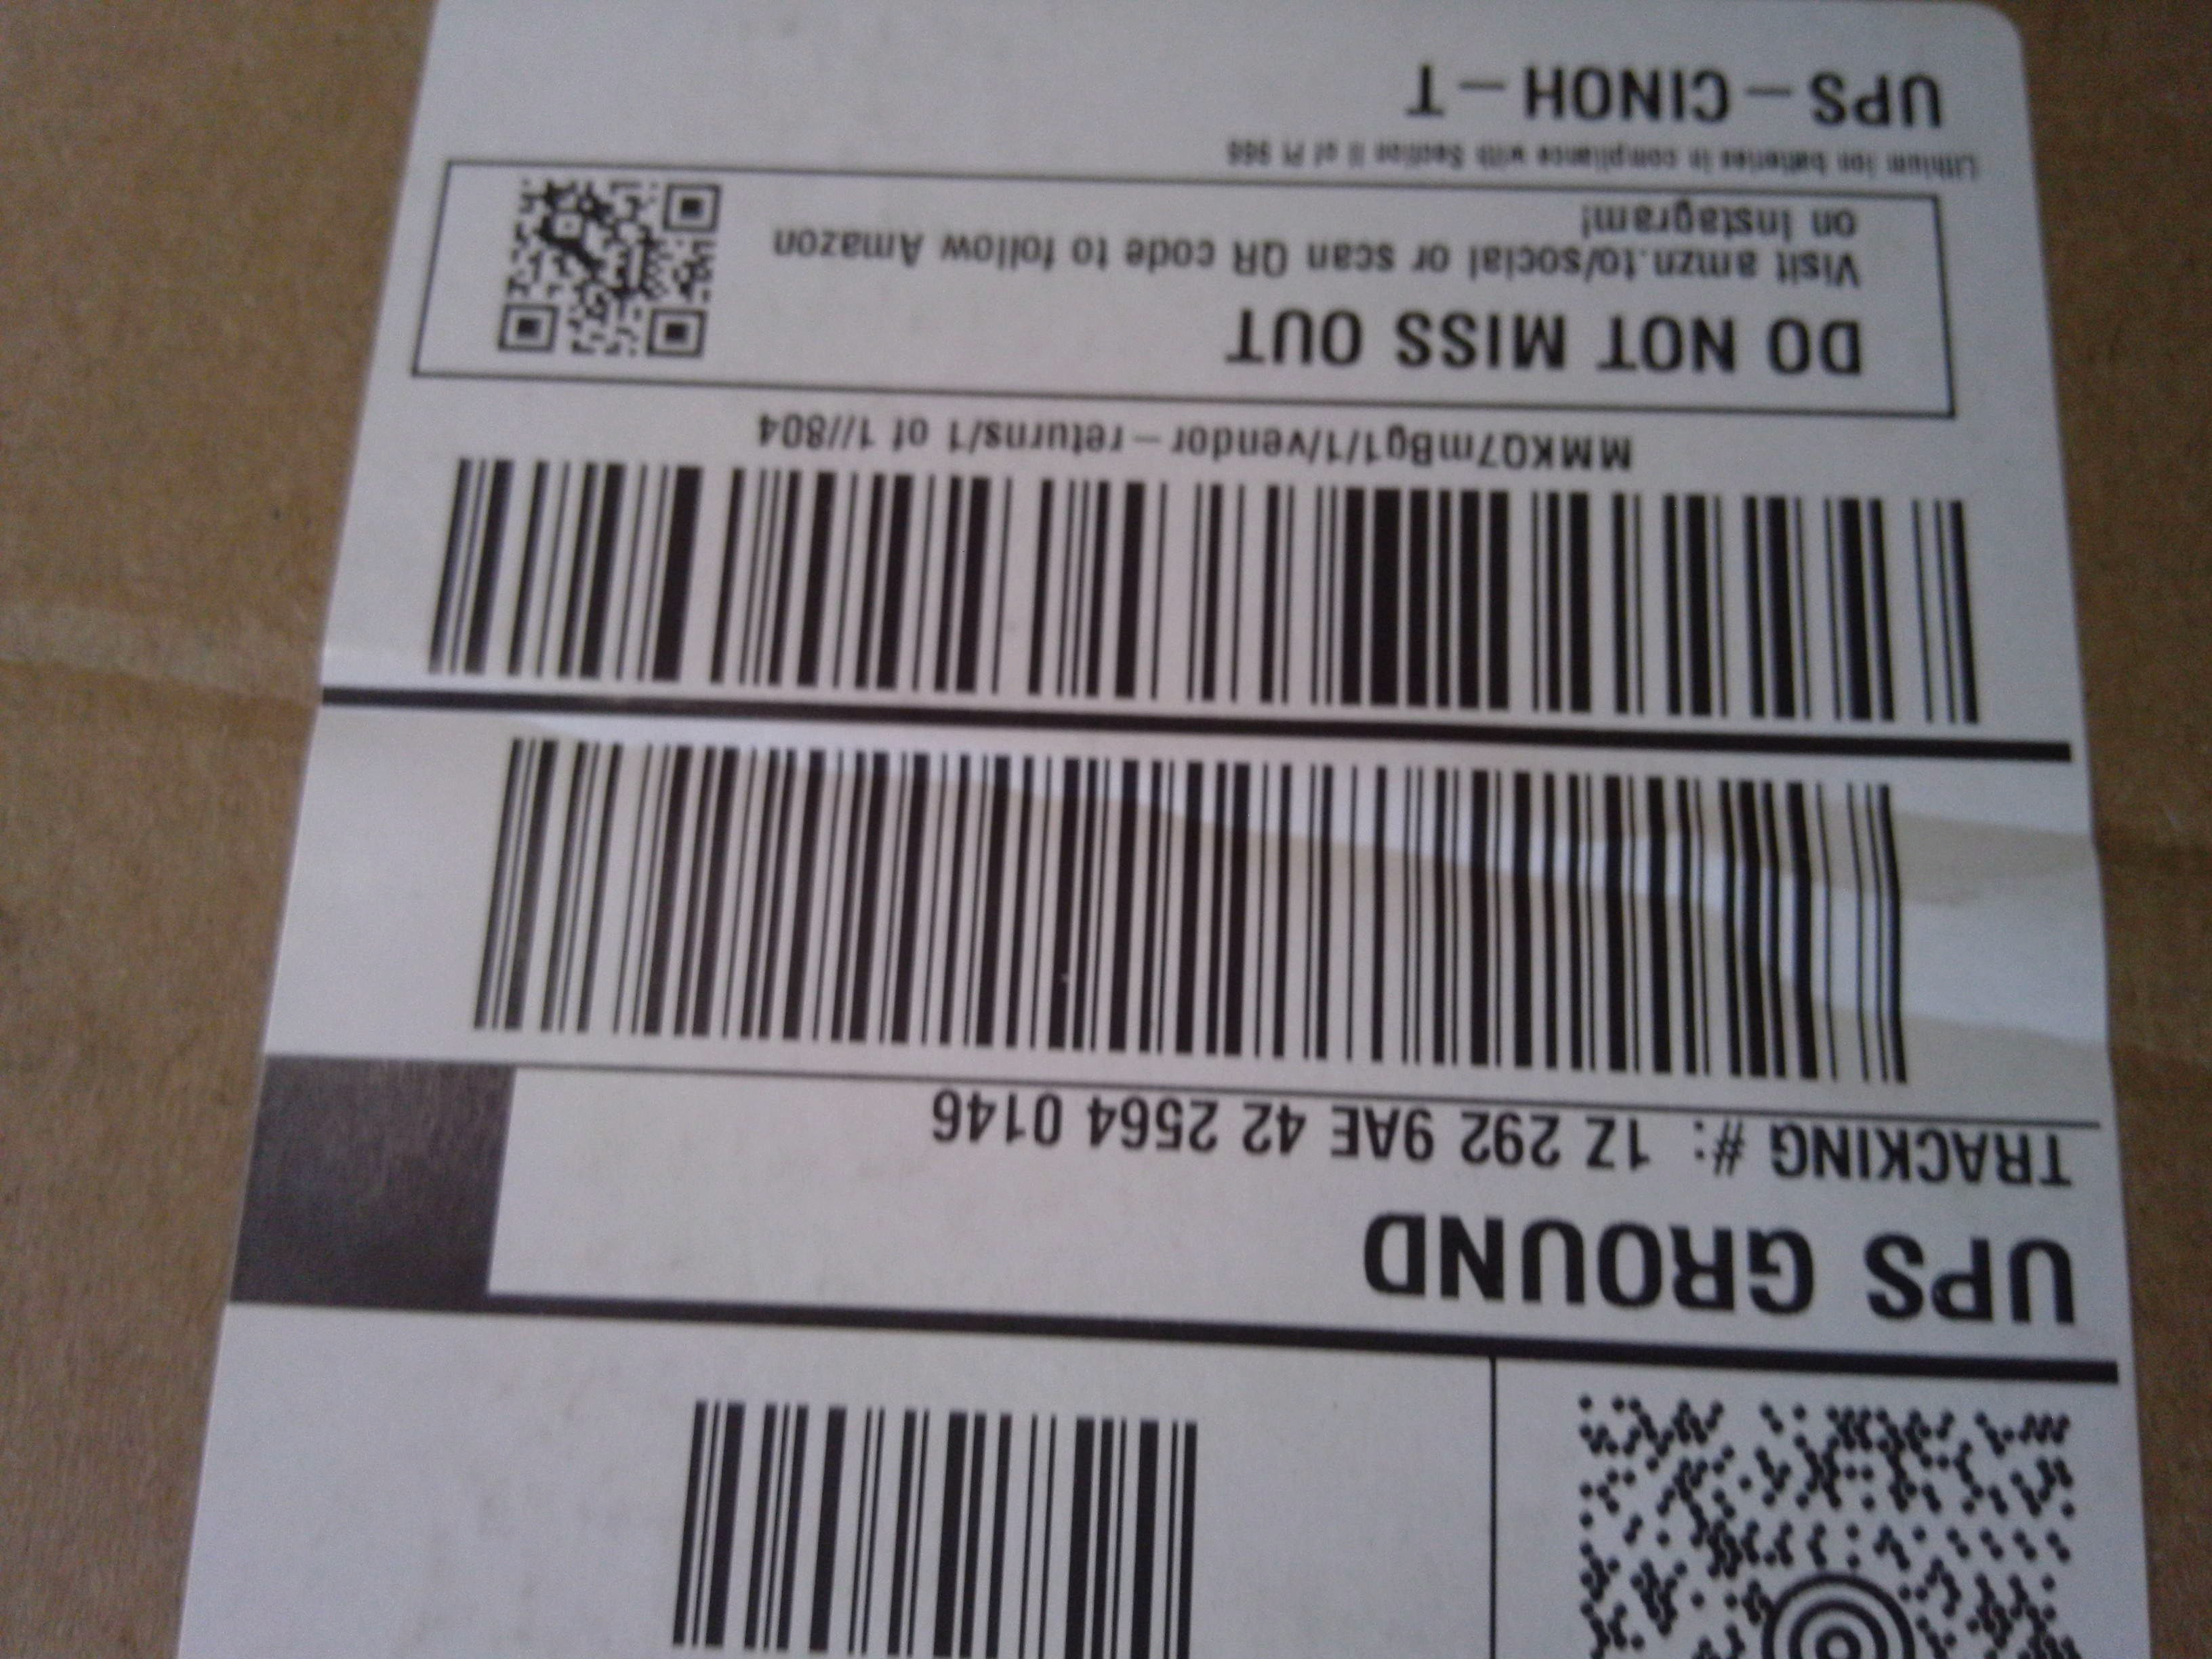 UPS GROUND
TRACKING #: 1Z 292 9AE 42 2564 0146
MMKQ7mBg1/1/vendor-returns/1 of 1//804
DO NOT MISS OUT
Visit amzn.to/social or scan QR code to follow Amazon
on Instagram!
Lithium ion batteries in compliance with Section II of PI 966
UPS-CINOH-T